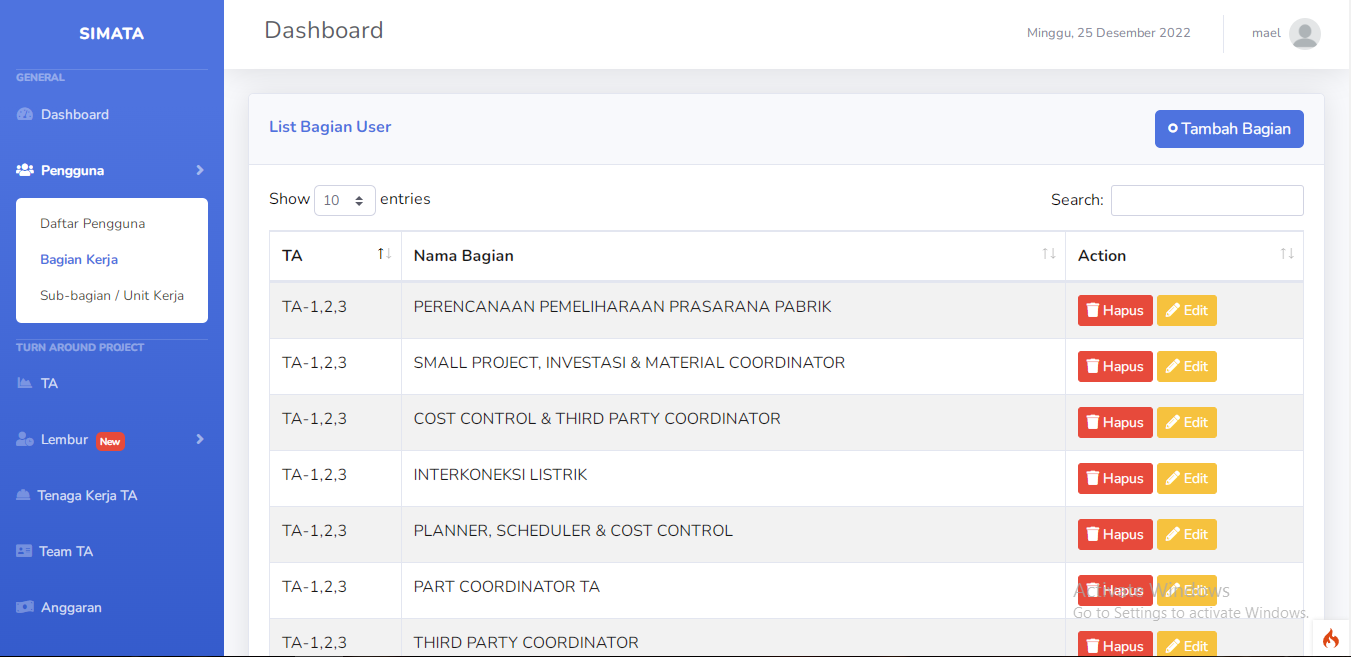 SIMATA
Dashboard
Minggu, 25 Desember 2022
mael
GENERAL
Dashboard
Pengguna
Daftar Pengguna
Bagian Kerja
Sub-bagian / Unit Kerja
TURN AROUND PROJECT
TA
Lembur New
Tenaga Kerja TA
Team TA
Anggaran
List Bagian User
Tambah Bagian
Show 10 entries
Search:
TA Nama Bagian Action
TA-1,2,3 PERENCANAAN PEMELIHARAAN PRASARANA PABRIK Hapus Edit
TA-1,2,3 SMALL PROJECT, INVESTASI & MATERIAL COORDINATOR Hapus Edit
TA-1,2,3 COST CONTROL & THIRD PARTY COORDINATOR Hapus Edit
TA-1,2,3 INTERKONEKSI LISTRIK Hapus Edit
TA-1,2,3 PLANNER, SCHEDULER & COST CONTROL Hapus Edit
TA-1,2,3 PART COORDINATOR TA Hapus Edit
Activate Windows
Go to Settings to activate Windows.
TA-1,2,3 THIRD PARTY COORDINATOR Hapus Edit